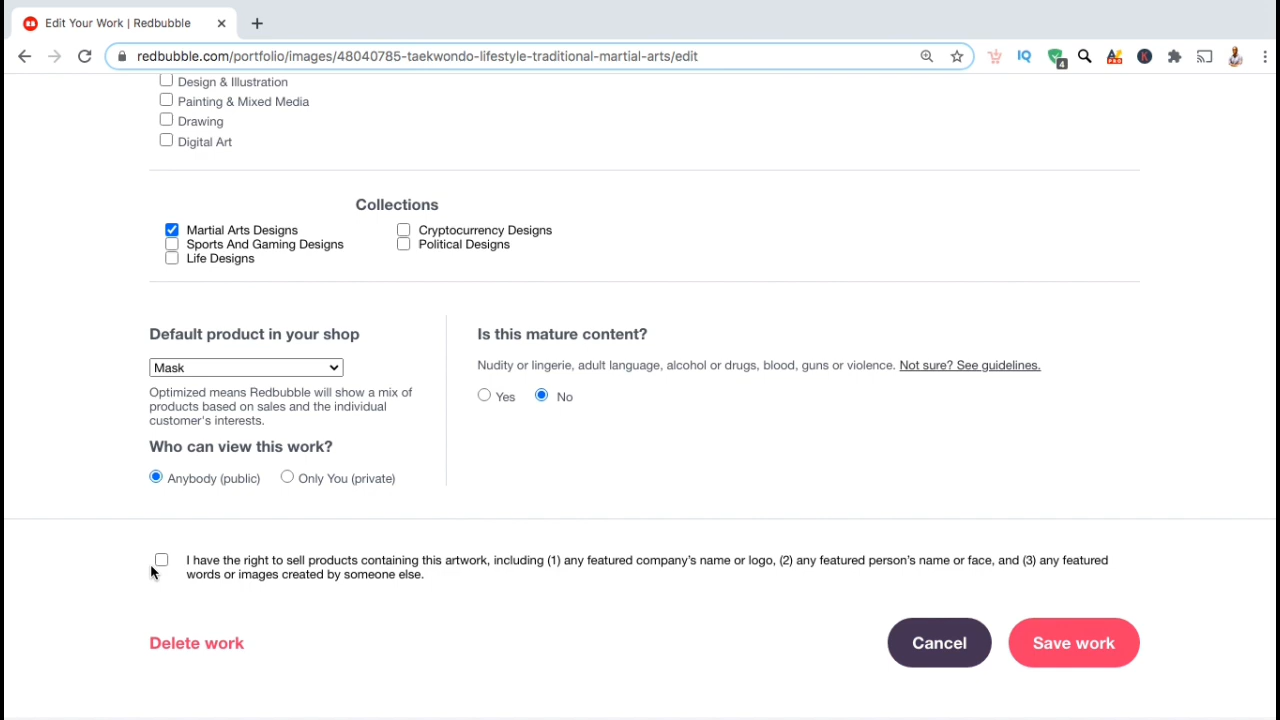 Edit Your Work | Redbubble
redbubble.com/portfolio/images/48040785-taekwondo-lifestyle-traditional-martial-arts/edit
IQ
4
PRO
K
Design & Illustration
Painting & Mixed Media
Drawing
Digital Art
Collections
Martial Arts Designs
Cryptocurrency Designs
Sports And Gaming Designs
Political Designs
Life Designs
Default product in your shop
Is this mature content?
Mask
Nudity or lingerie, adult language, alcohol or drugs, blood, guns or violence. Not sure? See guidelines.
Optimized means Redbubble will show a mix of
products based on sales and the individual
customer's interests.
Yes No
Who can view this work?
Anybody (public) Only You (private)
I have the right to sell products containing this artwork, including (1) any featured company's name or logo, (2) any featured person's name or face, and (3) any featured
words or images created by someone else.
Delete work
Cancel
Save work